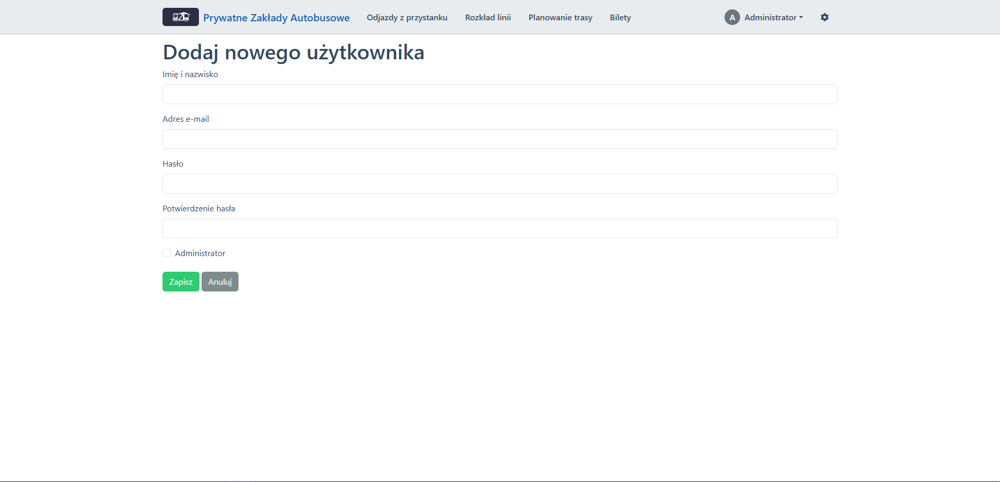 PZA Prywatne Zakłady Autobusowe Odjazdy z przystanku Rozkład linii Planowanie trasy Bilety A Administrator
Dodaj nowego użytkownika
Imię i nazwisko
Adres e-mail
Hasło
Potwierdzenie hasła
Administrator
Zapisz Anuluj